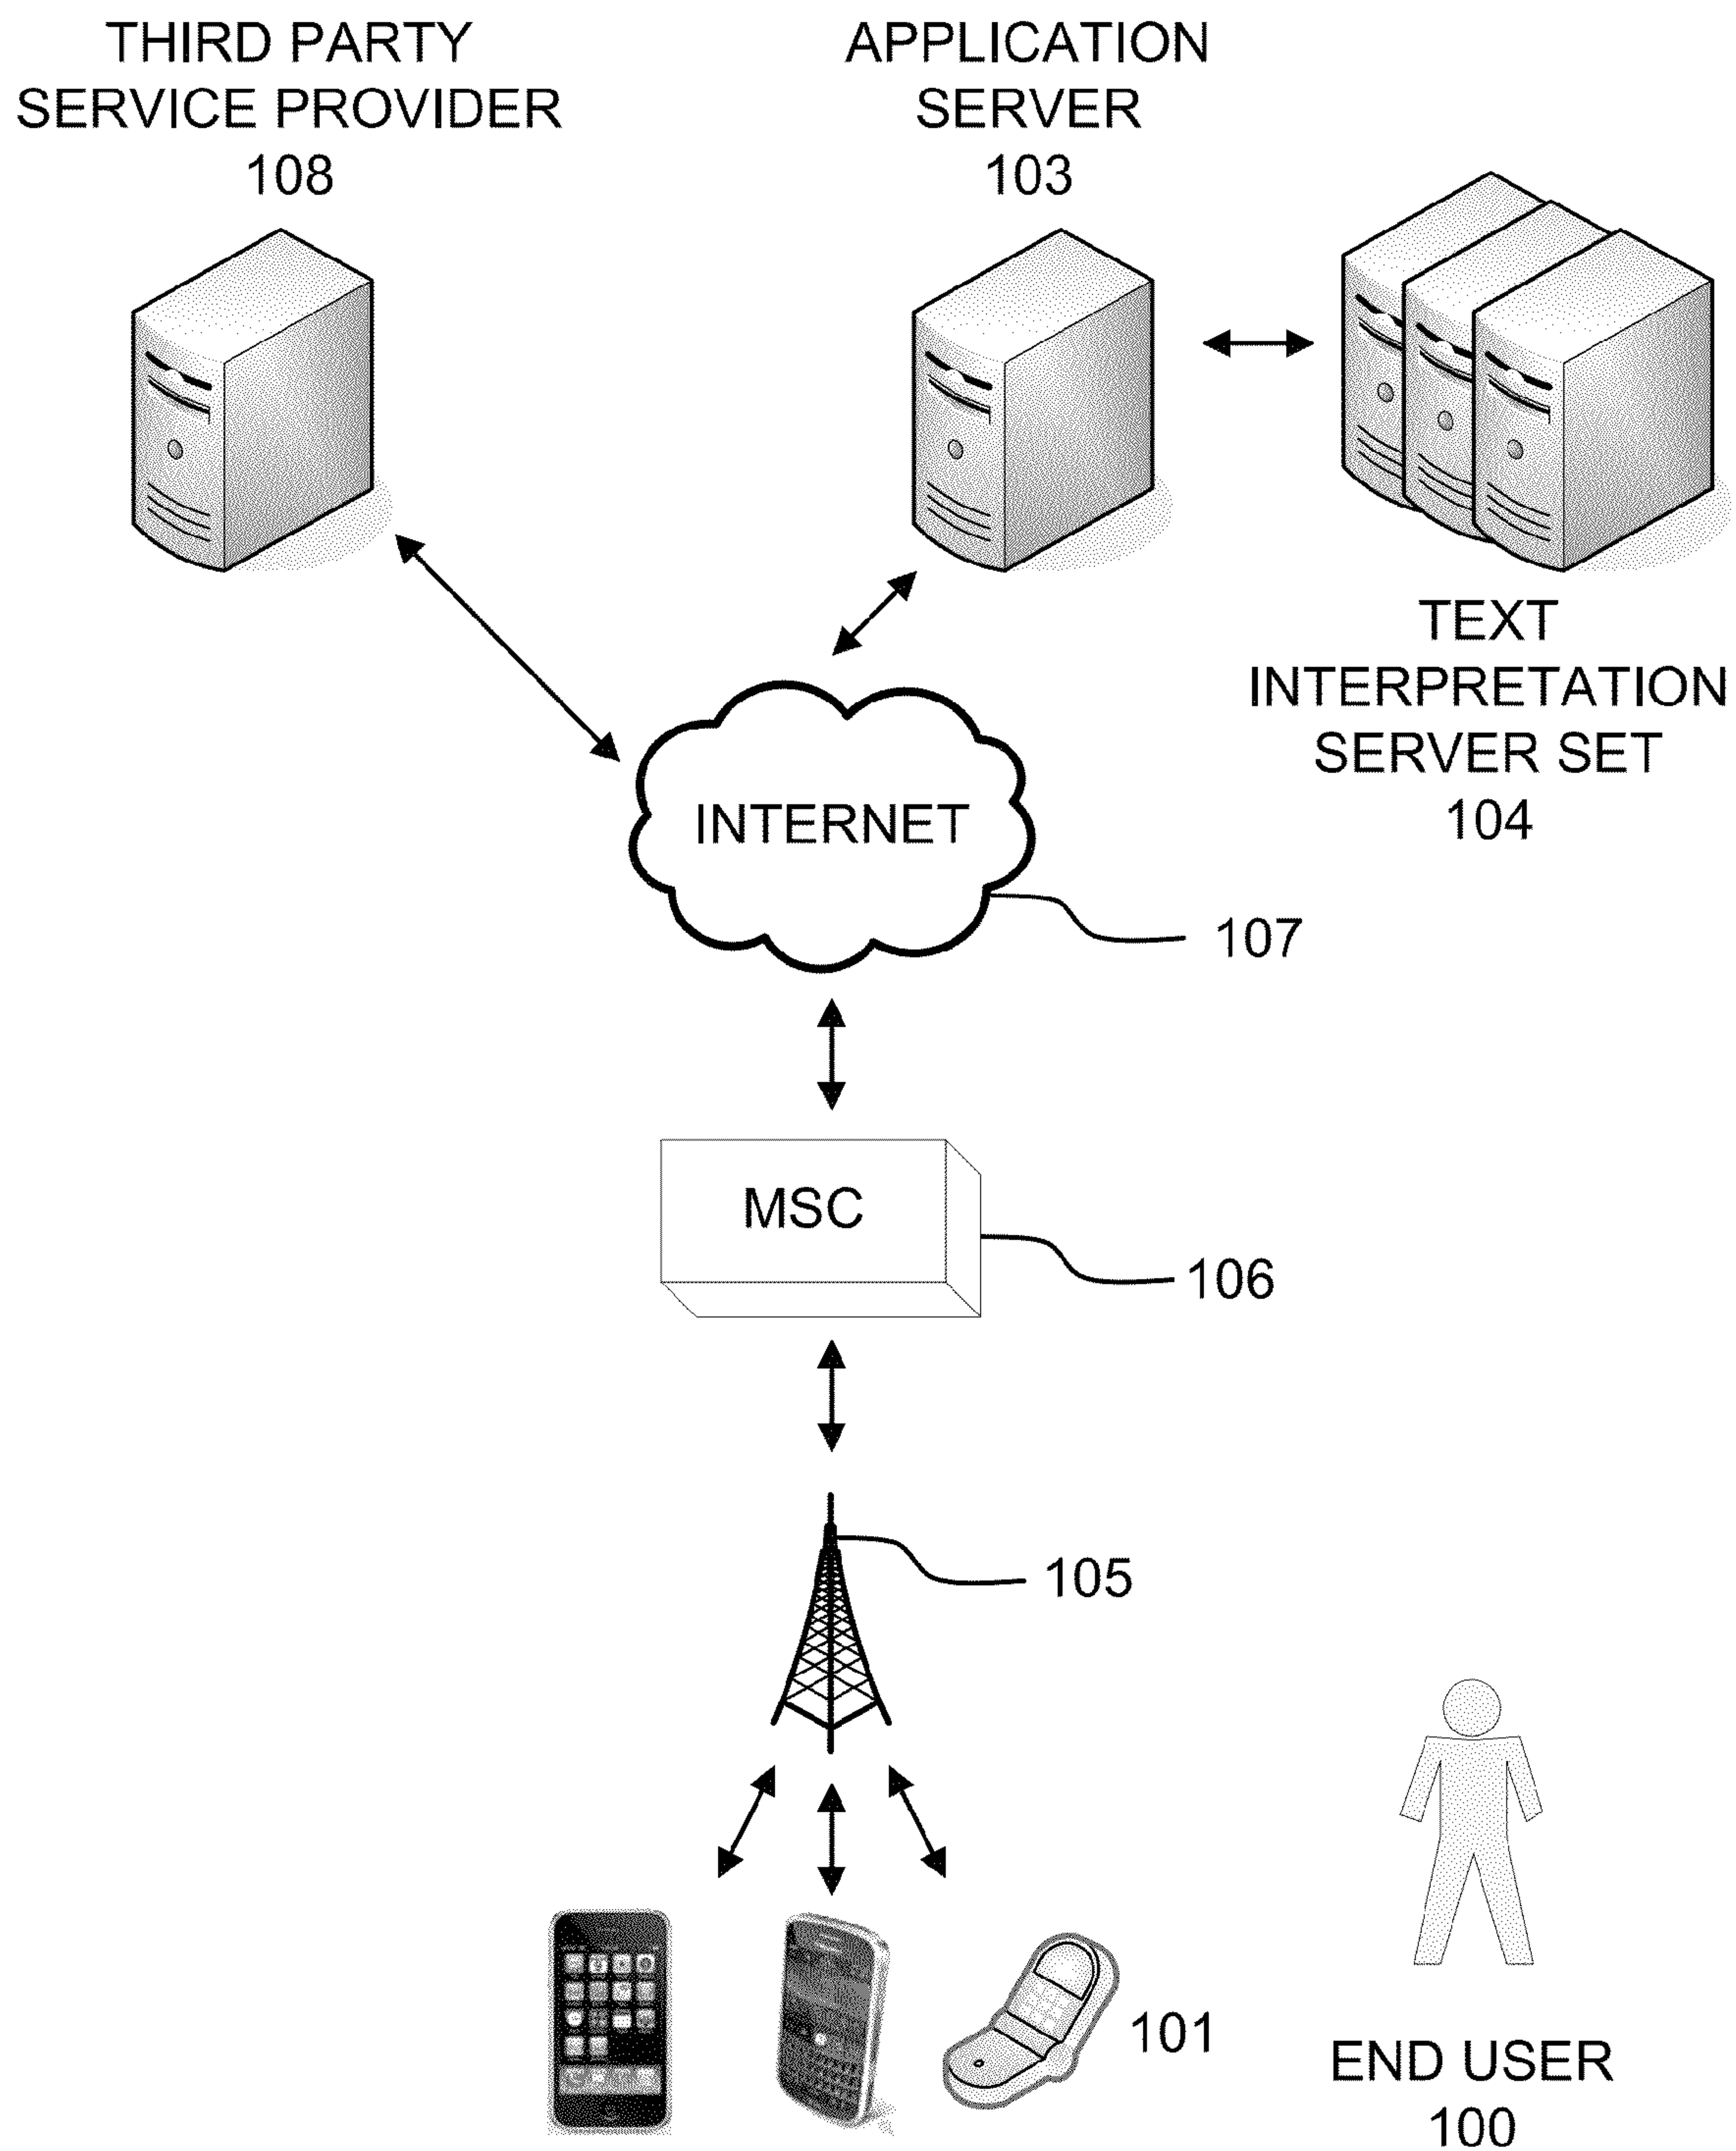 THIRD PARTY
SERVICE PROVIDER
108
APPLICATION
SERVER
103
TEXT
INTERPRETATION
SERVER SET
104
INTERNET
107
MSC
106
105
101
END USER
100